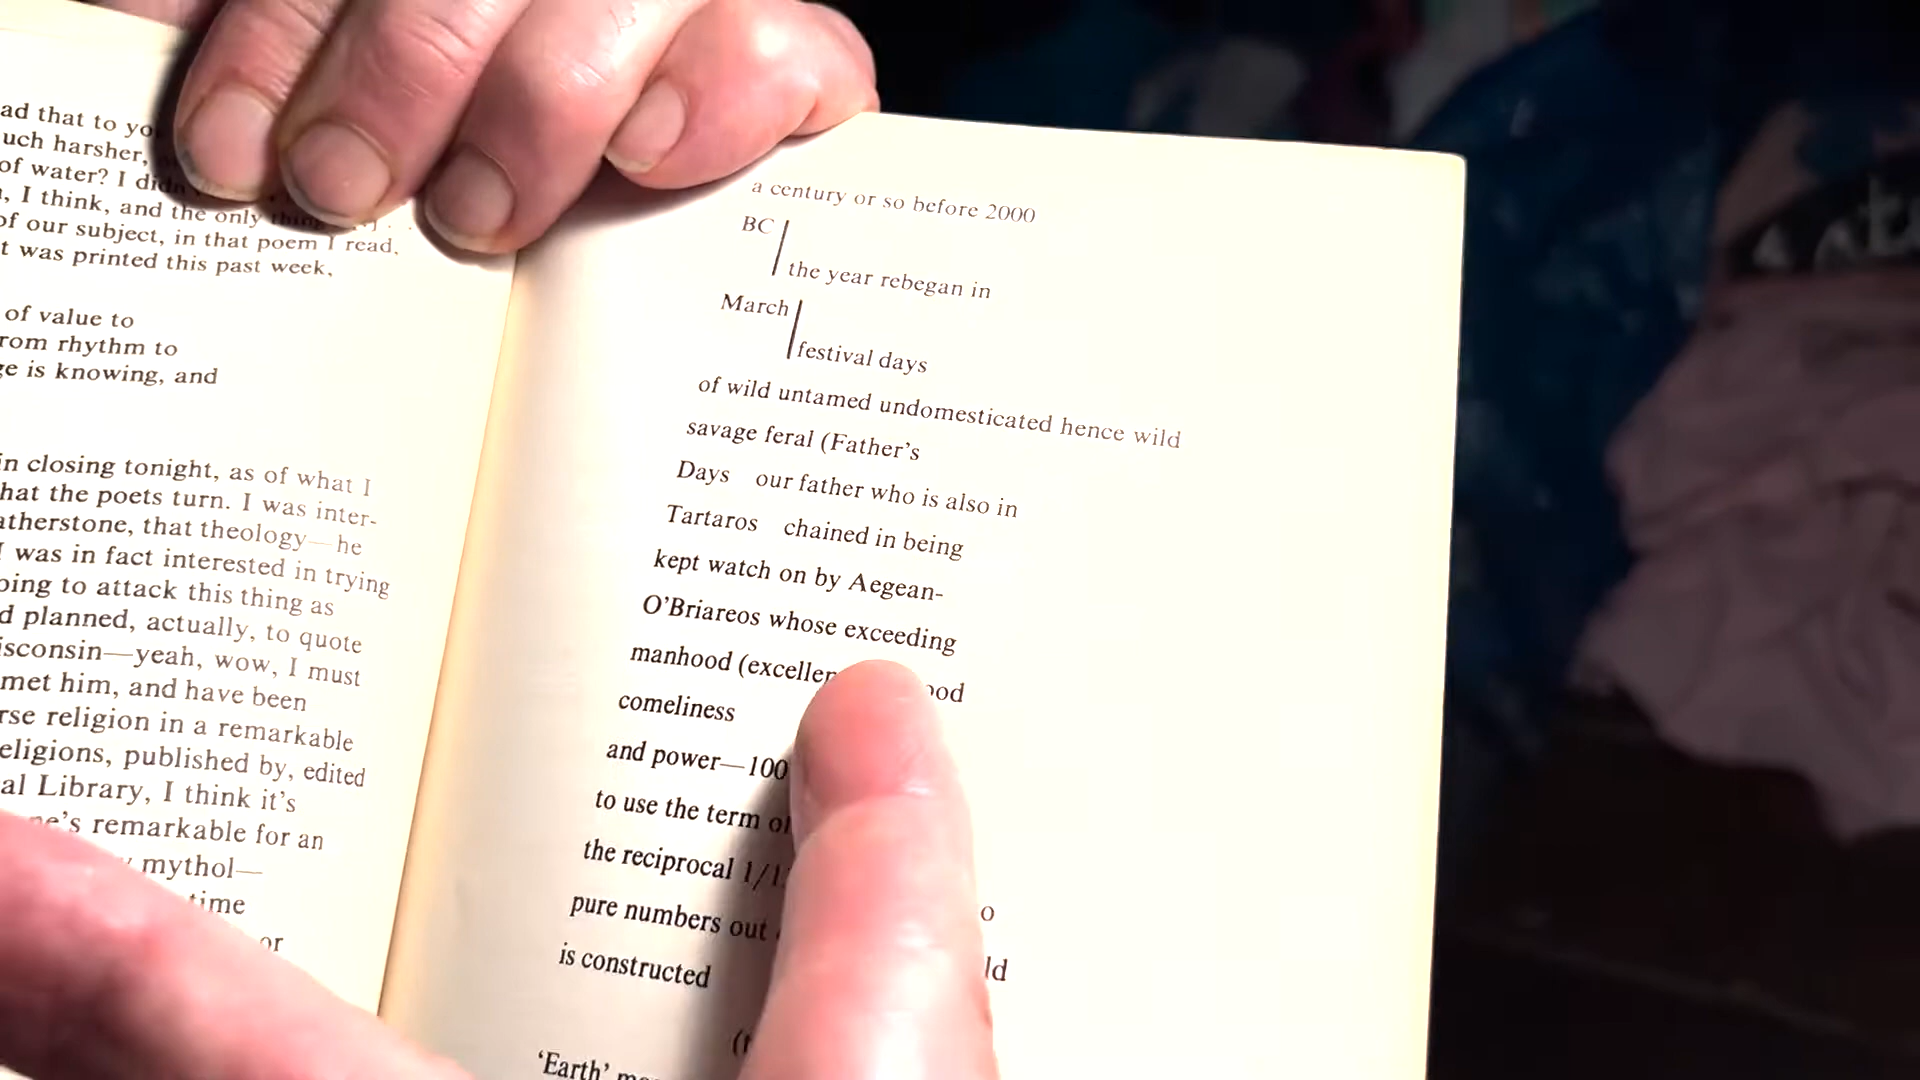 ad that to yo
uch harsher,
of water? I didn
, I think, and the only
of our subject, in that poem I read,
t was printed this past week.
of value to
rom rhythm to
ge is knowing, and
in closing tonight, as of what I
hat the poets turn. I was inter-
atherstone, that theology—he
I was in fact interested in trying
oing to attack this thing as
d planned, actually, to quote
isconsin—yeah, wow, I must
met him, and have been
rse religion in a remarkable
eligions, published by, edited
al Library, I think it's
ne's remarkable for an
mythol—
time
or
a century or so before 2000
BC
the year rebegan in
March
festival days
of wild untamed undomesticated hence wild
savage feral (Father's
Days our father who is also in
Tartaros chained in being
kept watch on by Aegean-
O'Briareos whose exceeding
manhood (excellen ood
comeliness
and power—100
to use the term
the reciprocal 1/1
pure numbers out o
is constructed ld
'Earth'